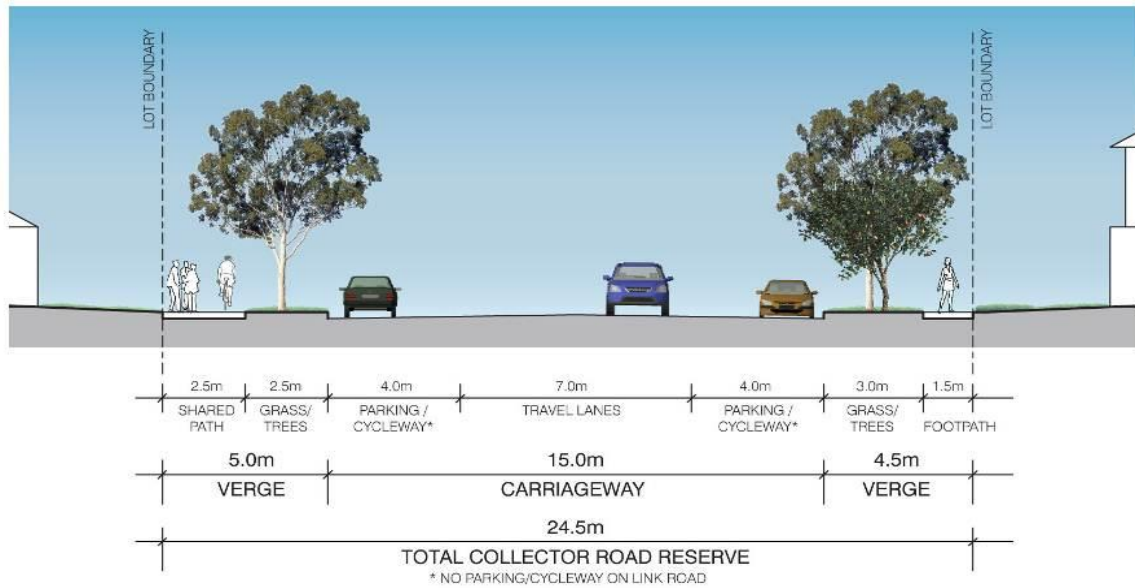 LOT BOUNDARY
LOT BOUNDARY
2.5m
2.5m
4.0m
7.0m
4.0m
3.0m
1.5m
SHARED
PATH
GRASS/
TREES
PARKING /
CYCLEWAY*
TRAVEL LANES
PARKING /
CYCLEWAY*
GRASS/
TREES
FOOTPATH
5.0m
15.0m
4.5m
VERGE
CARRIAGEWAY
VERGE
24.5m
TOTAL COLLECTOR ROAD RESERVE
* NO PARKING/CYCLEWAY ON LINK ROAD